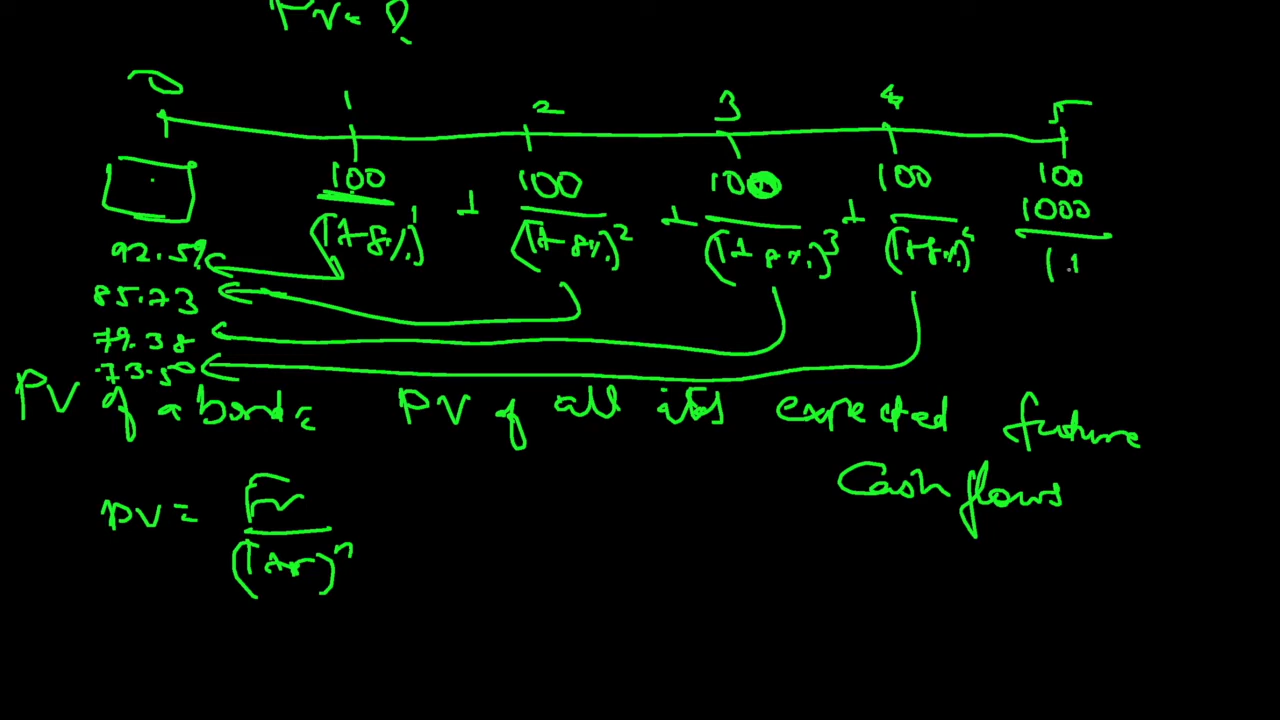 PV = ?
0 1 2 3 4 5
100 100 100 100 100
1000
(1+8%)¹ + (1+8%)² + (1+8%)³ + (1+8%)⁴ (1.1
92.59
85.73
79.38
73.50
PV of a bond = PV of all its expected future
Cash flows
PV = FV
(1+r)ⁿ